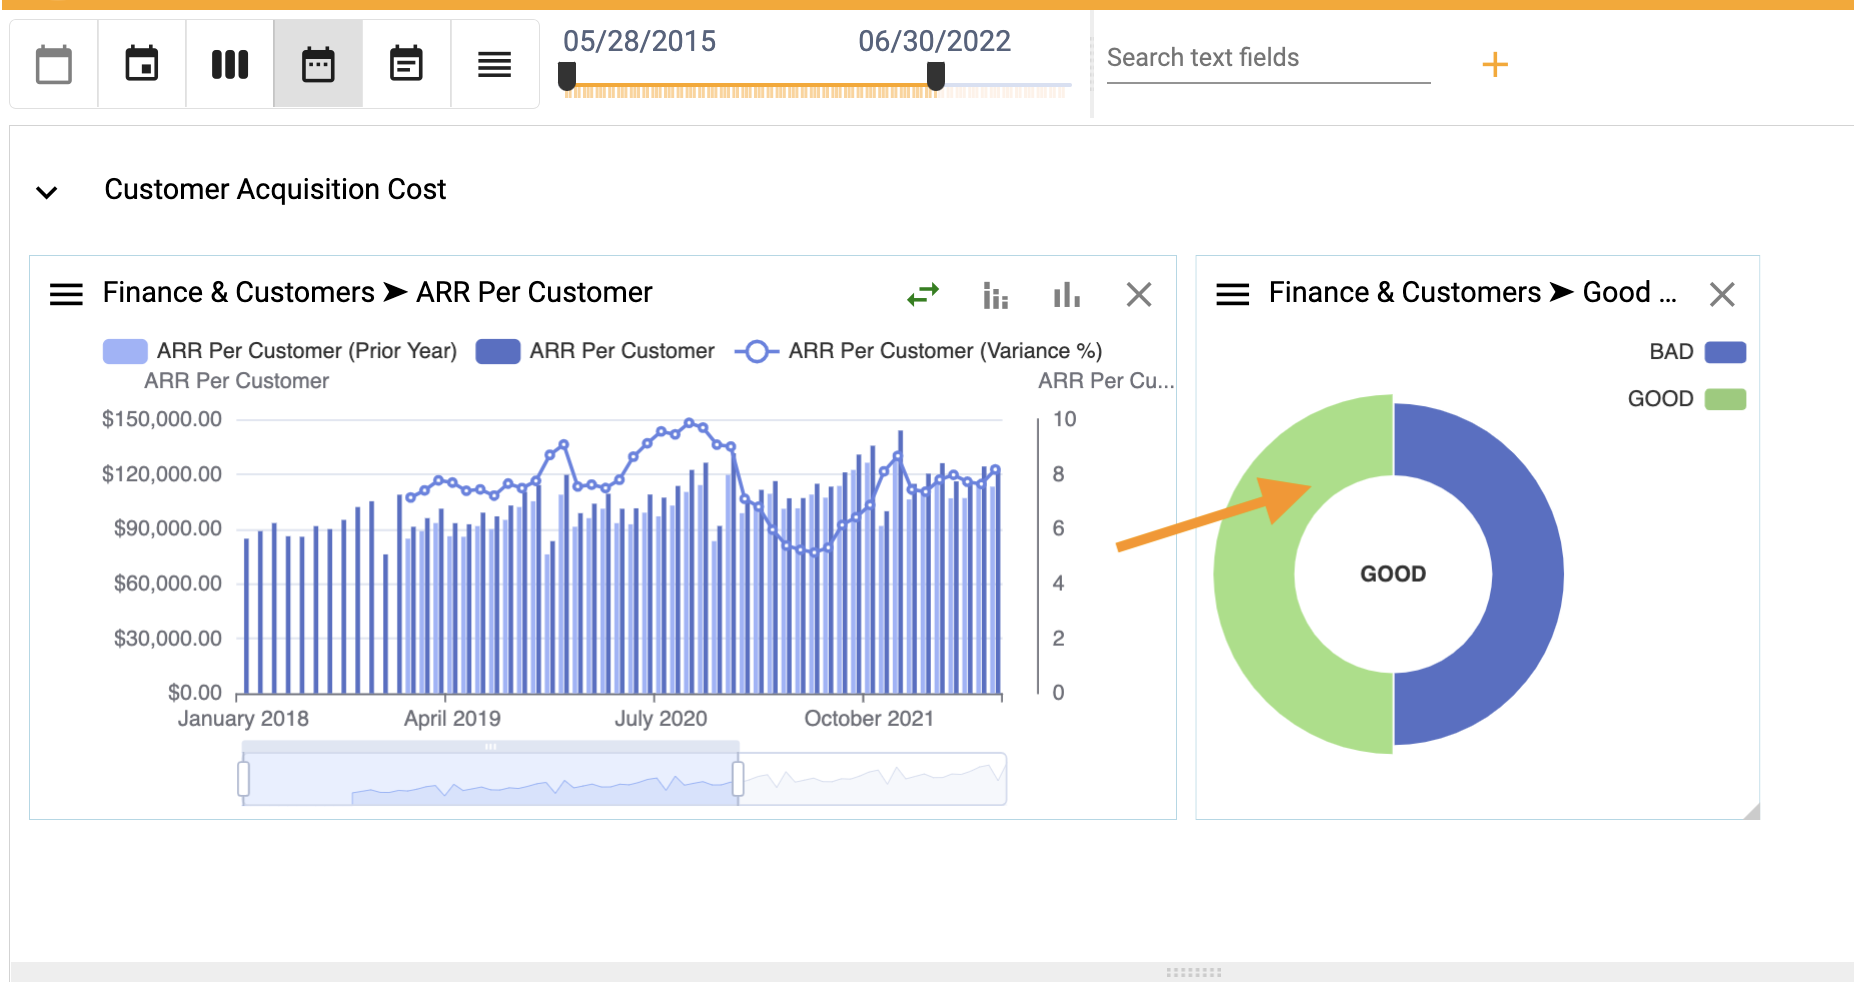 05/28/2015 06/30/2022
Search text fields
Customer Acquisition Cost
Finance & Customers ➤ ARR Per Customer
ARR Per Customer (Prior Year) ARR Per Customer ARR Per Customer (Variance %)
ARR Per Customer ARR Per Cu...
$150,000.00 10
$120,000.00 8
$90,000.00 6
$60,000.00 4
$30,000.00 2
$0.00 0
January 2018 April 2019 July 2020 October 2021
Finance & Customers ➤ Good ...
BAD
GOOD
GOOD